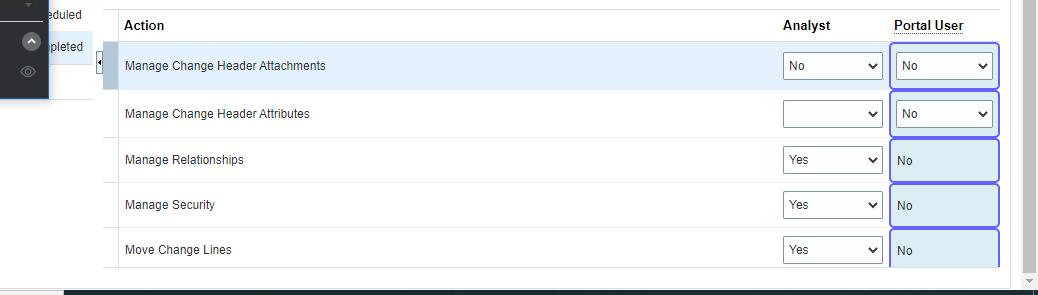 eduled
Action Analyst Portal User
pleted
Manage Change Header Attachments No No
Manage Change Header Attributes No
Manage Relationships Yes No
Manage Security Yes No
Move Change Lines Yes No